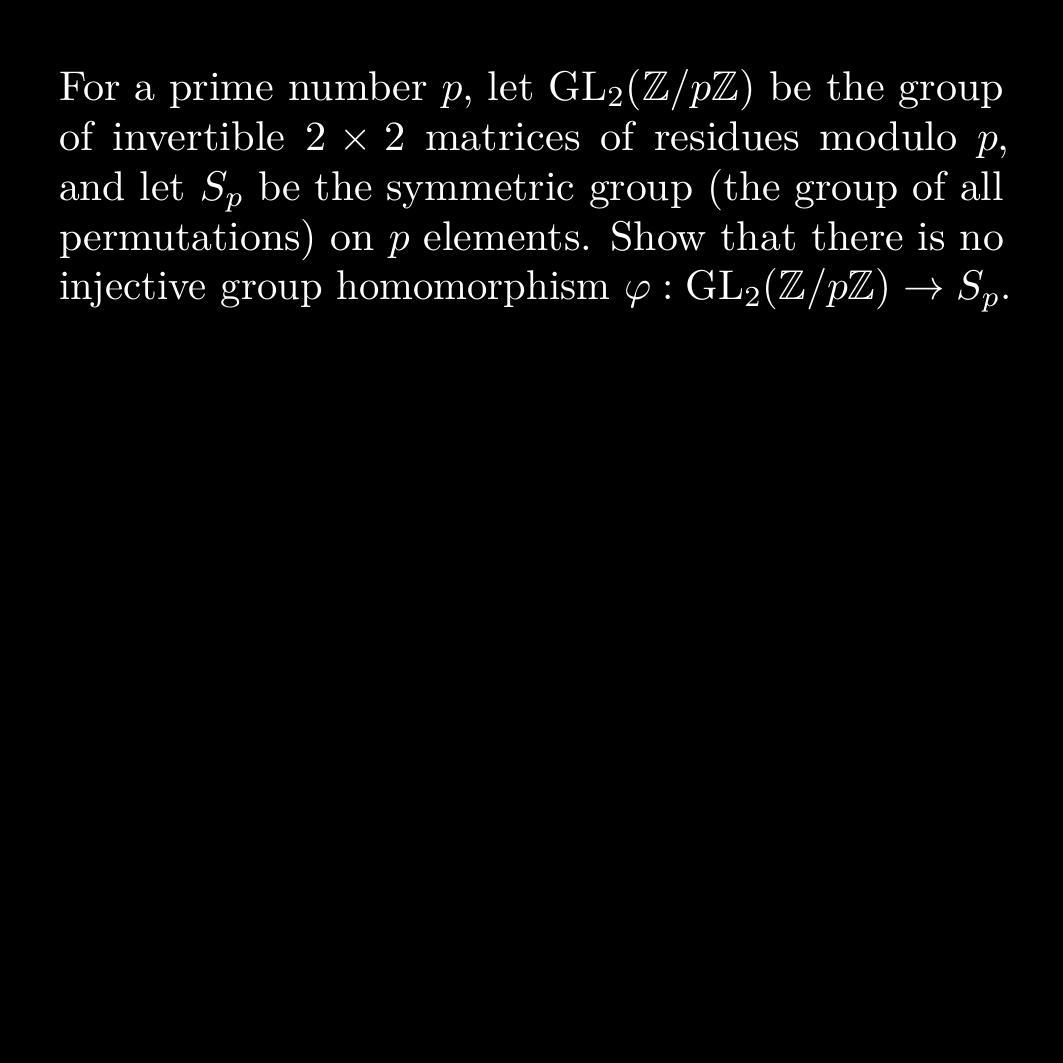 For a prime number p, let GL₂(ℤ/pℤ) be the group
of invertible 2 × 2 matrices of residues modulo p,
and let Sₚ be the symmetric group (the group of all
permutations) on p elements. Show that there is no
injective group homomorphism φ : GL₂(ℤ/pℤ) → Sₚ.